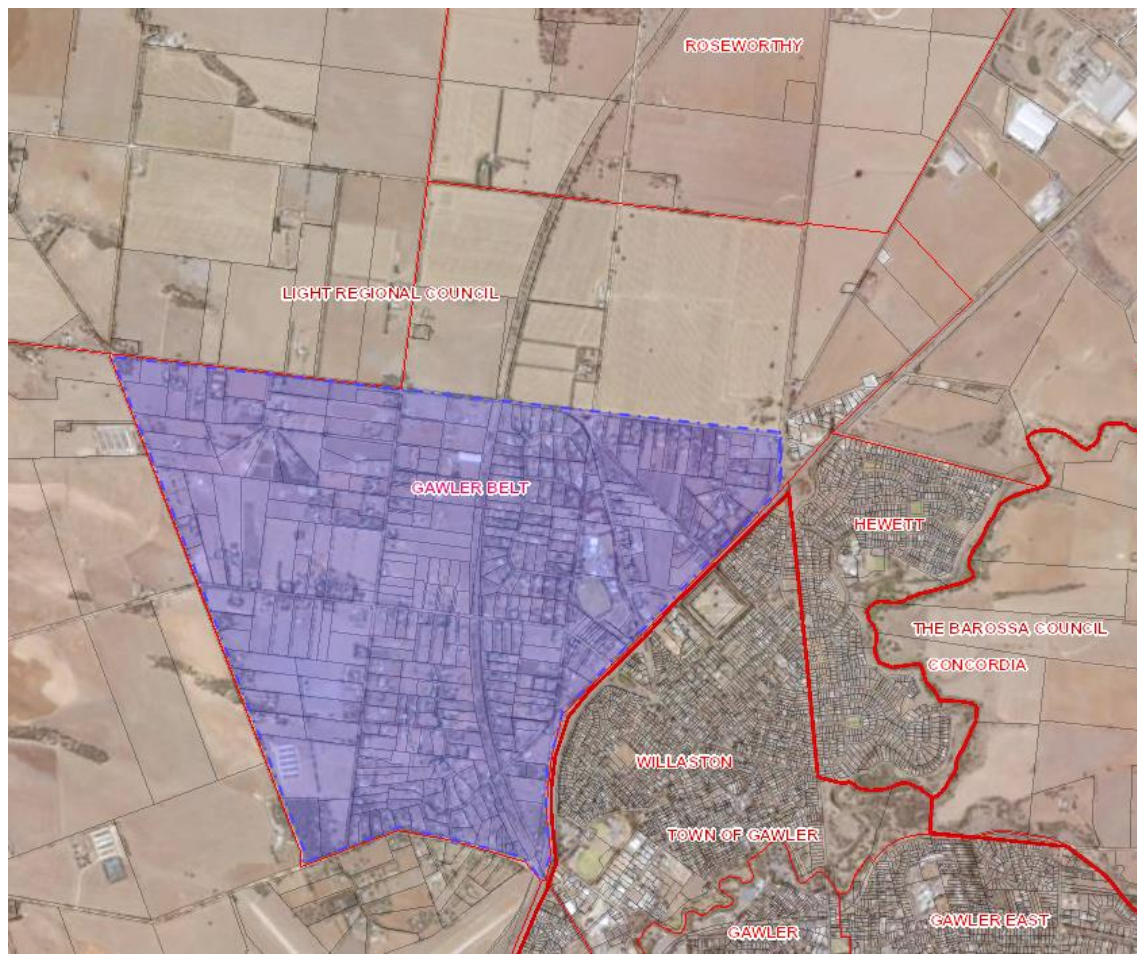 ROSEWORTHY
LIGHT REGIONAL COUNCIL
GAWLER BELT
HEWETT
THE BAROSSA COUNCIL
CONCORDIA
WILLASTON
TOWN OF GAWLER
GAWLER
GAWLER EAST